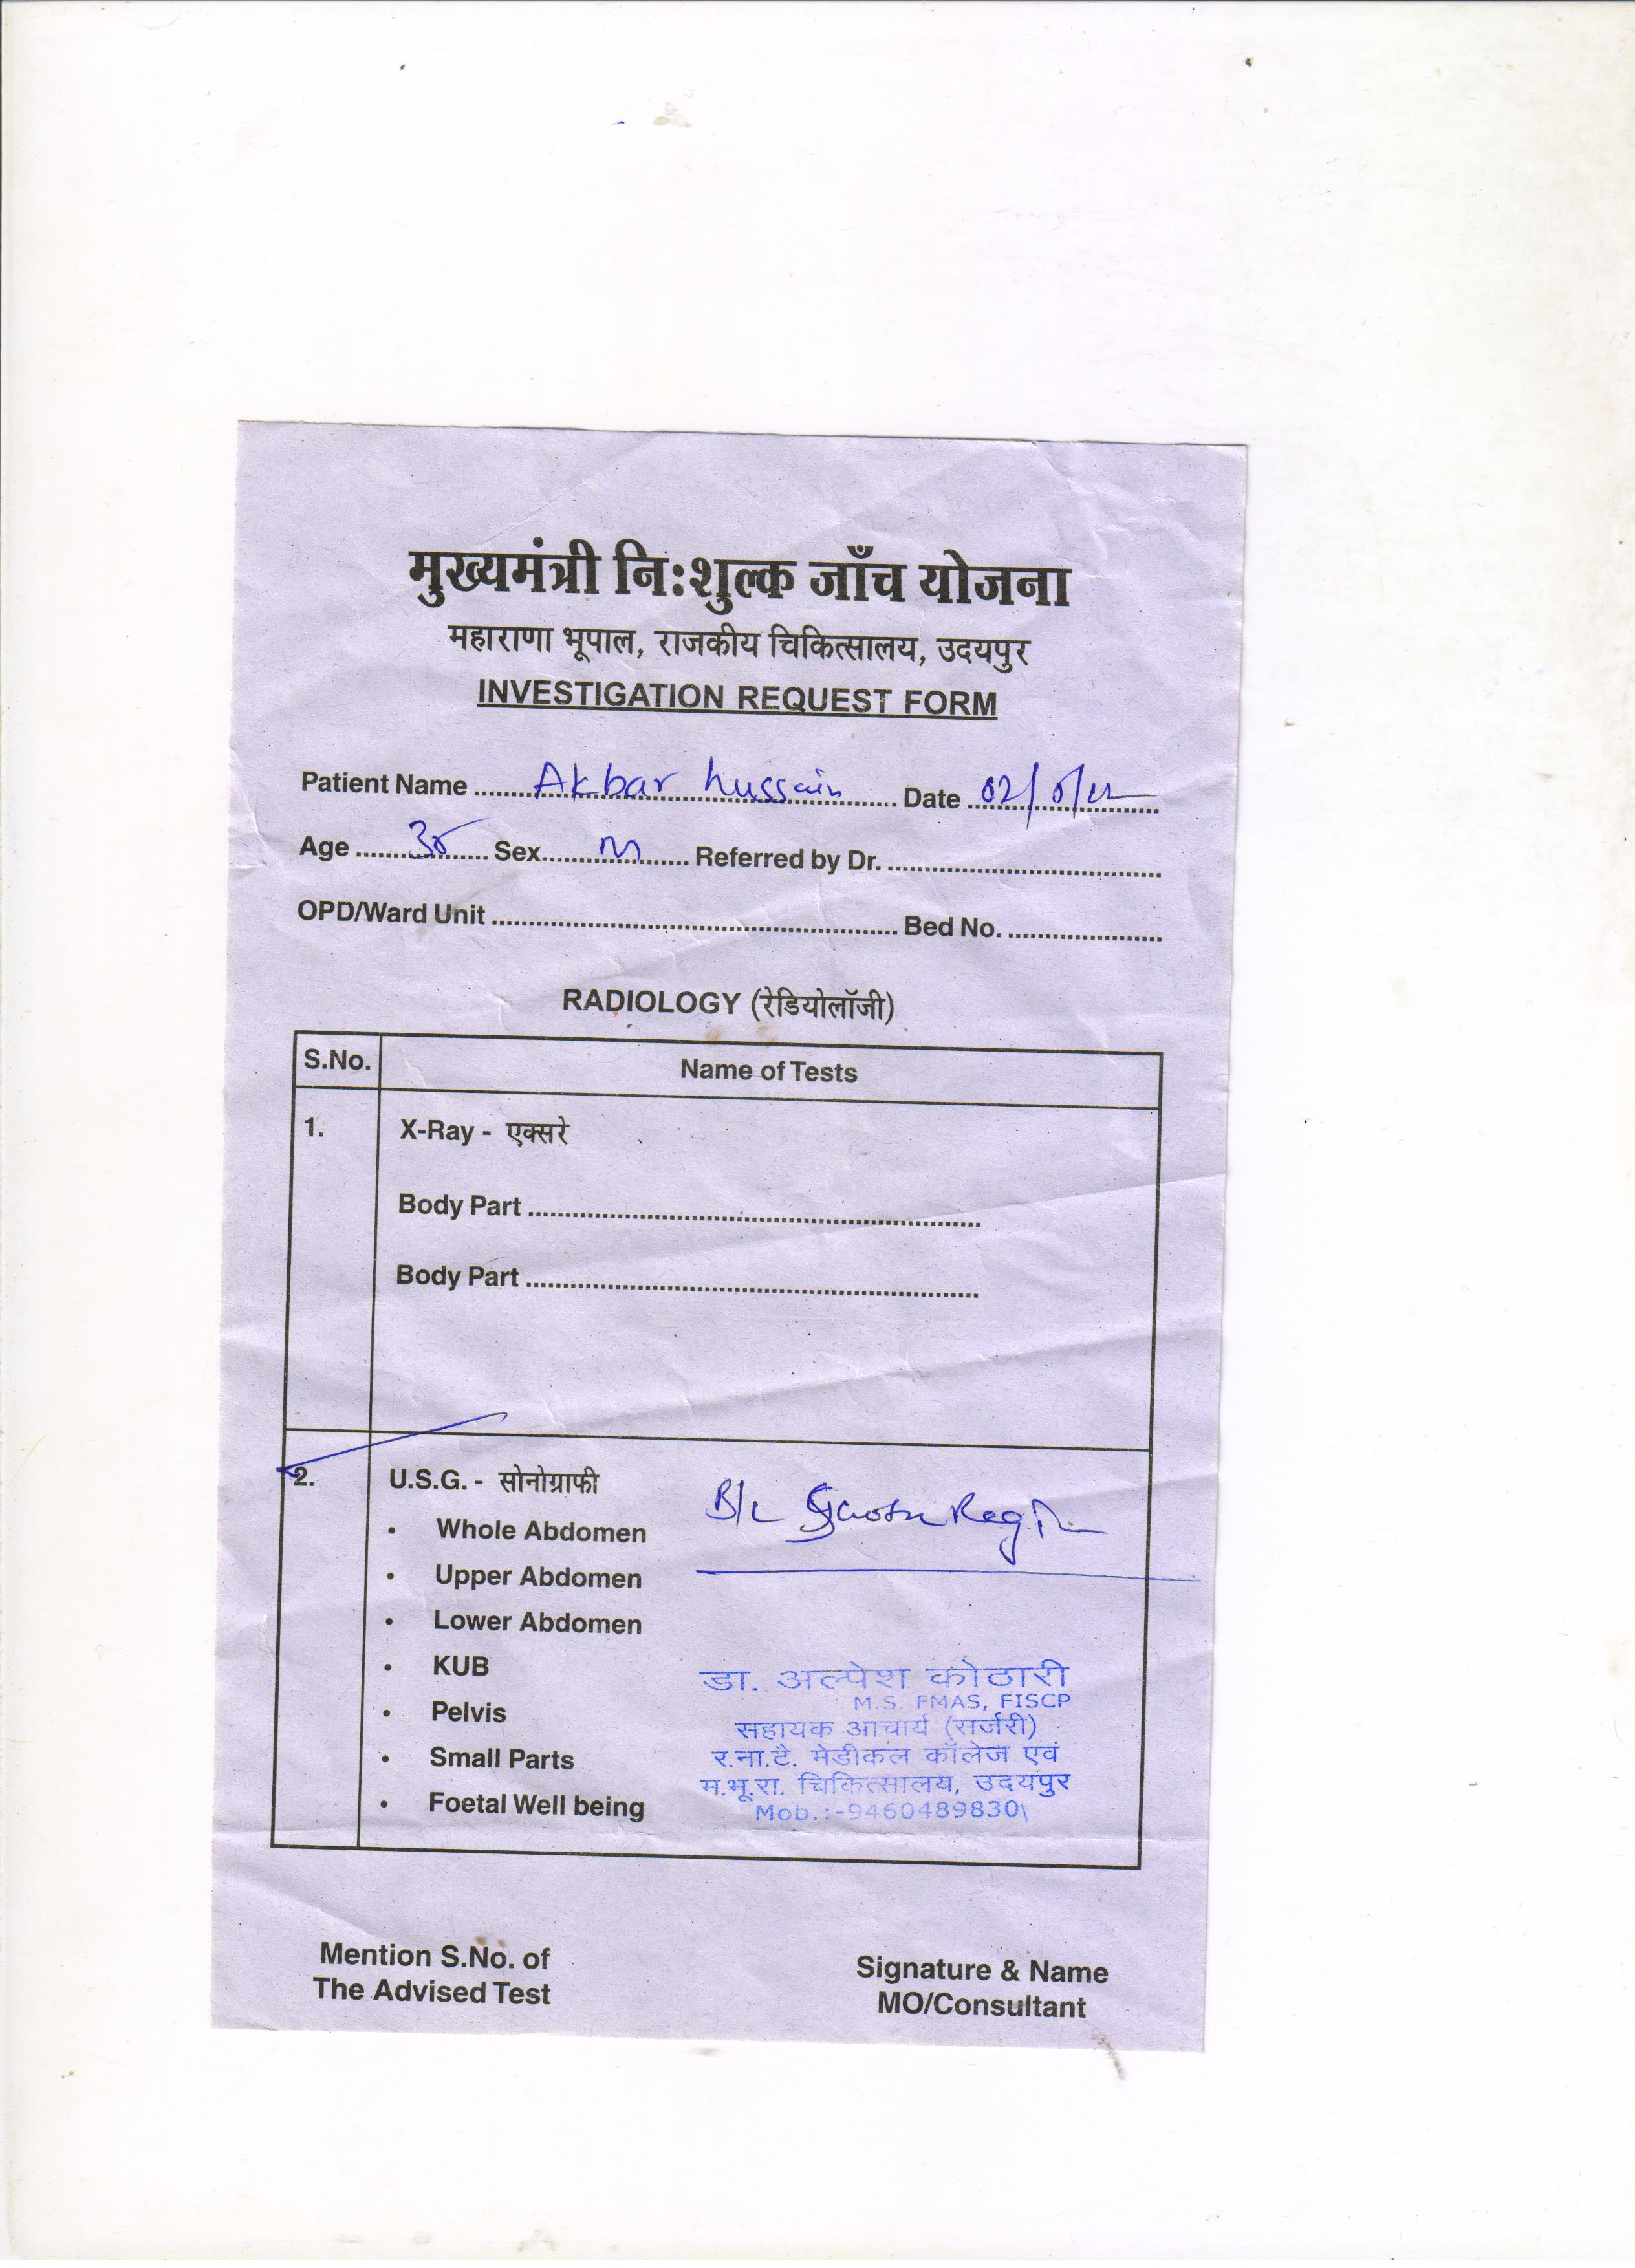 मुख्यमंत्री नि:शुल्क जाँच योजना
महाराणा भूपाल, राजकीय चिकित्सालय, उदयपुर
INVESTIGATION REQUEST FORM
Patient Name ........ Akbar hussain ........ Date ........
Age ........ Sex ........ M ........ Referred by Dr. ........
OPD/Ward Unit ........ Bed No. ........
RADIOLOGY (रेडियोलॉजी)
S.No. Name of Tests
1. X-Ray - एक्सरे
Body Part ........
Body Part ........
2. U.S.G. - सोनोग्राफी
B/L
• Whole Abdomen
• Upper Abdomen
• Lower Abdomen
• KUB
• Pelvis
• Small Parts
• Foetal Well being
डा. अल्पेश कोठारी
M.S. FMAS, FISCP
सहायक आचार्य (सर्जरी)
र.ना.टै. मेडीकल कॉलेज एवं
म.भू.रा. चिकित्सालय, उदयपुर
Mob.:-9460489830
Mention S.No. of
The Advised Test
Signature & Name
MO/Consultant